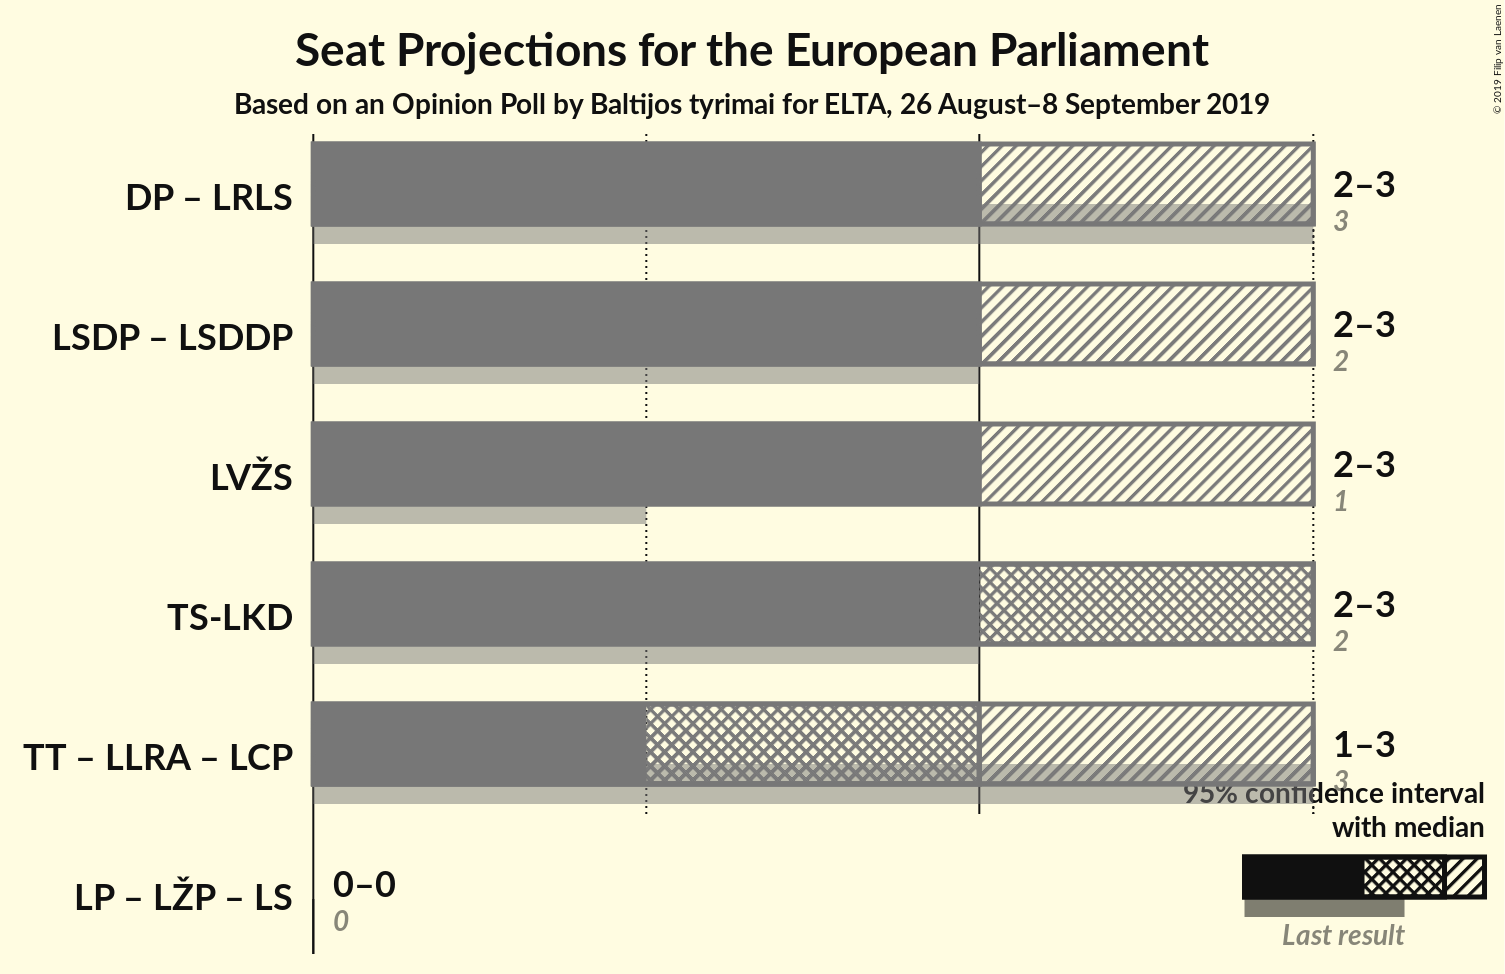 Seat Projections for the European Parliament
Based on an Opinion Poll by Baltijos tyrimai for ELTA, 26 August–8 September 2019
© 2019 Filip van Laenen
DP – LRLS
2–3
3
LSDP – LSDDP
2–3
2
LVŽS
2–3
1
TS-LKD
2–3
2
TT – LLRA – LCP
1–3
3
95% confidence interval
with median
LP – LŽP – LS
0–0
0
Last result